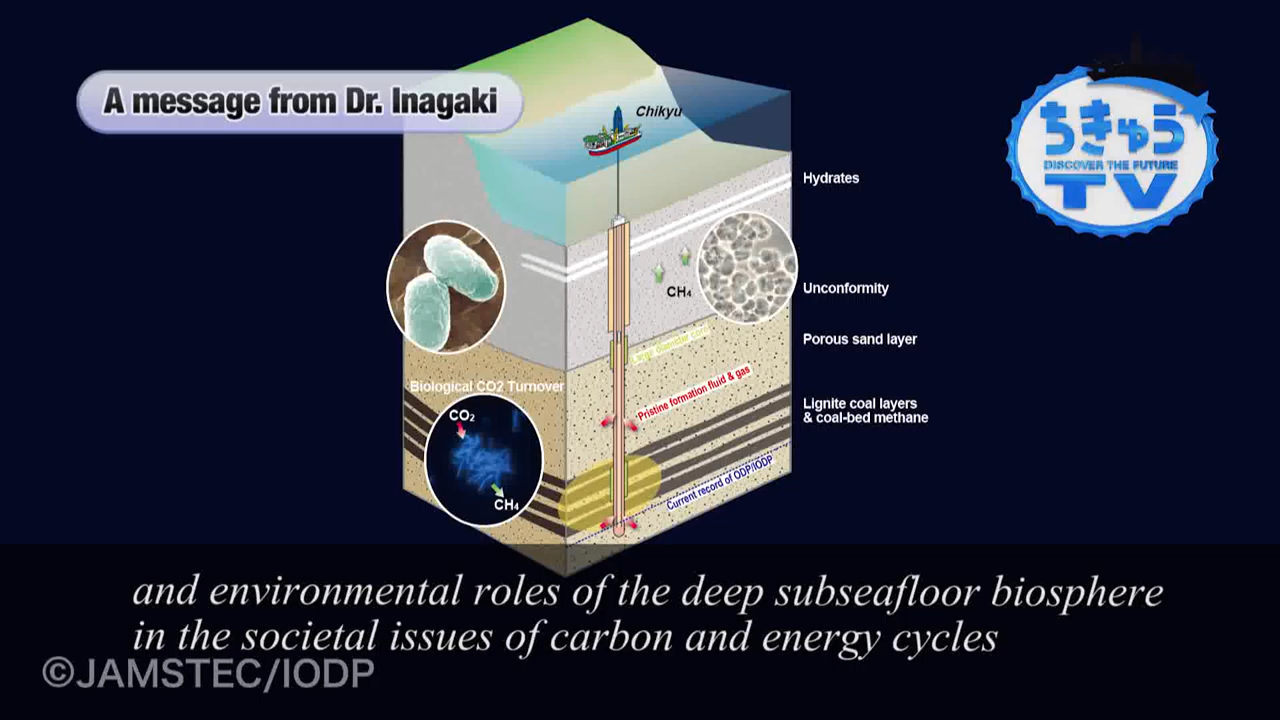 A message from Dr. Inagaki
Chikyu
ちきゅう
DISCOVER THE FUTURE
TV
Hydrates
CH4
Unconformity
Porous sand layer
Large diameter core
Pristine formation fluid & gas
Biological CO2 Turnover
CO2
CH4
Lignite coal layers
& coal-bed methane
Current record of ODP/IODP
and environmental roles of the deep subseafloor biosphere
in the societal issues of carbon and energy cycles
©JAMSTEC/IODP